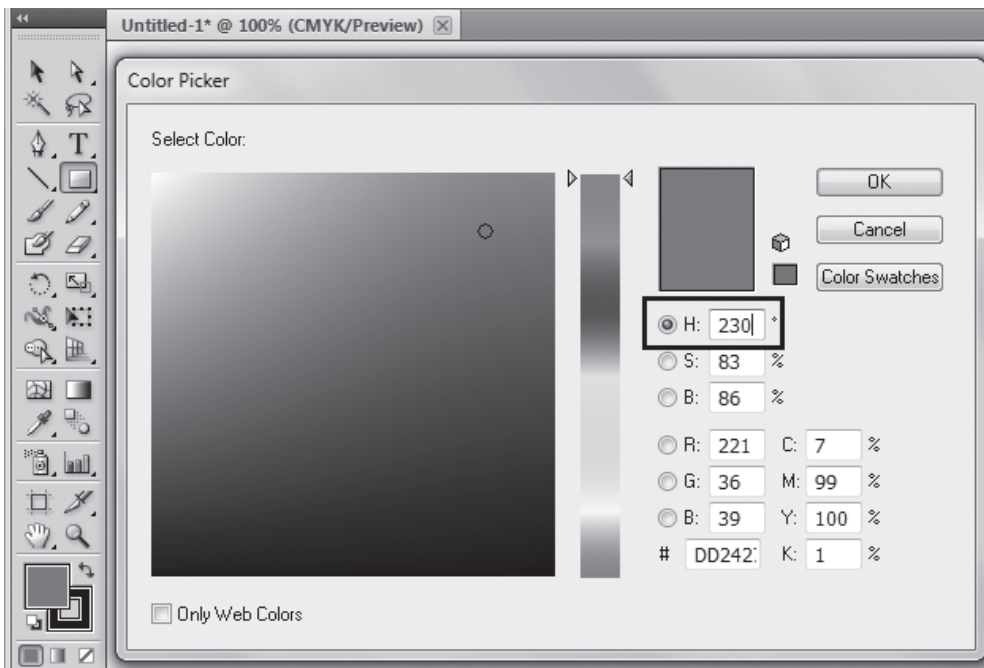 Untitled-1* @ 100% (CMYK/Preview)
Color Picker
Select Color:
OK
Cancel
Color Swatches
H: 230 °
S: 83 %
B: 86 %
R: 221 C: 7 %
G: 36 M: 99 %
B: 39 Y: 100 %
# DD242 K: 1 %
Only Web Colors
T